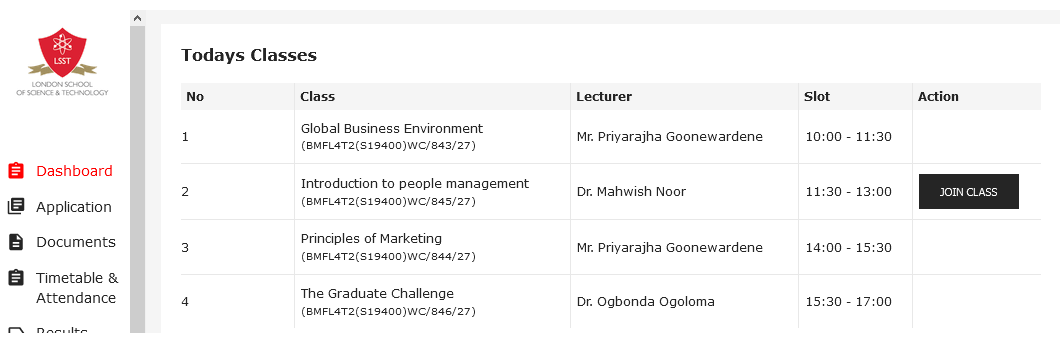 LSST
LONDON SCHOOL
OF SCIENCE & TECHNOLOGY
Dashboard
Application
Documents
Timetable &
Attendance
Results
Todays Classes
No Class Lecturer Slot Action
1 Global Business Environment Mr. Priyarajha Goonewardene 10:00 - 11:30
(BMFL4T2(S19400)WC/843/27)
2 Introduction to people management Dr. Mahwish Noor 11:30 - 13:00 JOIN CLASS
(BMFL4T2(S19400)WC/845/27)
3 Principles of Marketing Mr. Priyarajha Goonewardene 14:00 - 15:30
(BMFL4T2(S19400)WC/844/27)
4 The Graduate Challenge Dr. Ogbonda Ogoloma 15:30 - 17:00
(BMFL4T2(S19400)WC/846/27)